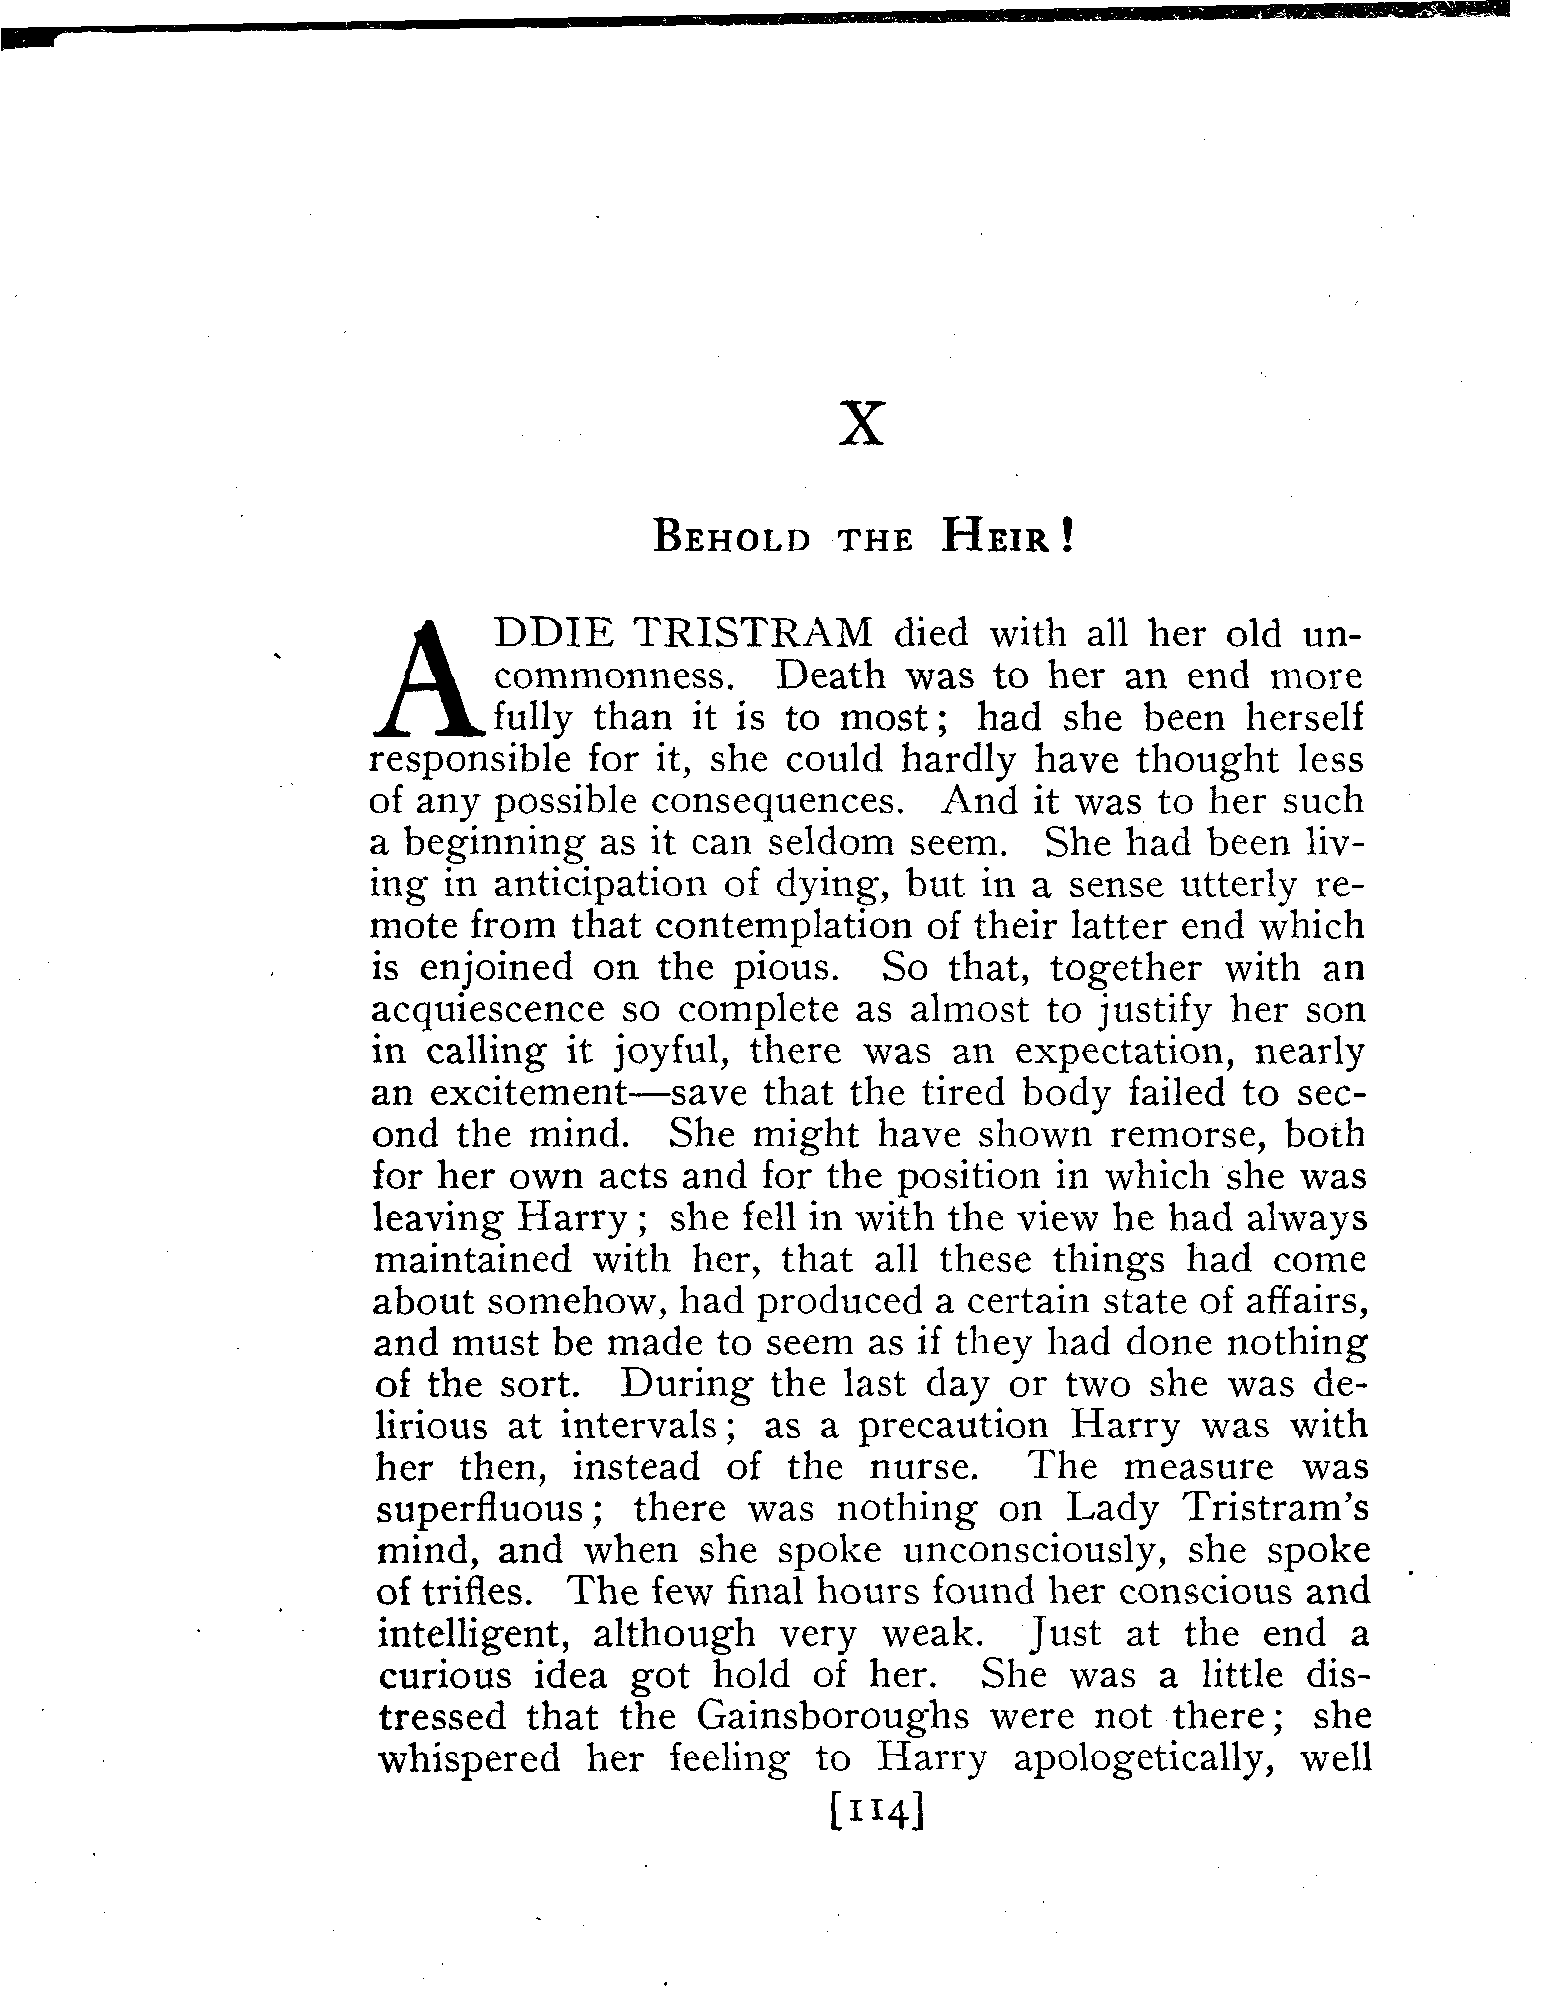 X
BEHOLD THE HEIR!
ADDIE TRISTRAM died with all her old un-
commonness. Death was to her an end more
fully than it is to most; had she been herself
responsible for it, she could hardly have thought less
of any possible consequences. And it was to her such
a beginning as it can seldom seem. She had been liv-
ing in anticipation of dying, but in a sense utterly re-
mote from that contemplation of their latter end which
is enjoined on the pious. So that, together with an
acquiescence so complete as almost to justify her son
in calling it joyful, there was an expectation, nearly
an excitement—save that the tired body failed to sec-
ond the mind. She might have shown remorse, both
for her own acts and for the position in which she was
leaving Harry; she fell in with the view he had always
maintained with her, that all these things had come
about somehow, had produced a certain state of affairs,
and must be made to seem as if they had done nothing
of the sort. During the last day or two she was de-
lirious at intervals; as a precaution Harry was with
her then, instead of the nurse. The measure was
superfluous; there was nothing on Lady Tristram's
mind, and when she spoke unconsciously, she spoke
of trifles. The few final hours found her conscious and
intelligent, although very weak. Just at the end a
curious idea got hold of her. She was a little dis-
tressed that the Gainsboroughs were not there; she
whispered her feeling to Harry apologetically, well
[114]